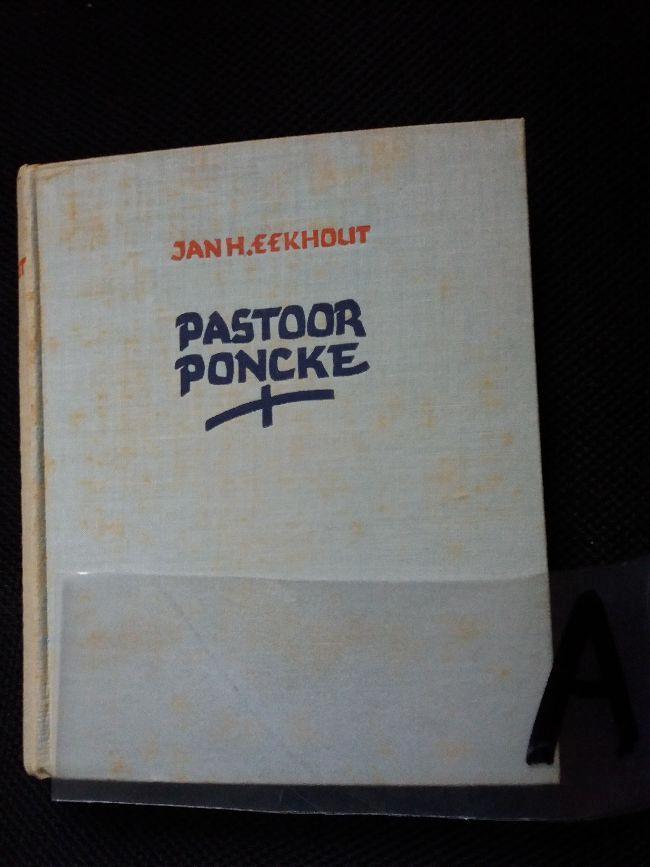 JAN H. EEKHOUT
PASTOOR
PONCKE
A